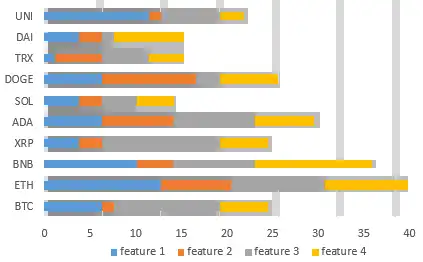 UNI
DAI
TRX
DOGE
SOL
ADA
XRP
BNB
ETH
BTC
0 5 10 15 20 25 30 35 40
feature 1 feature 2 feature 3 feature 4